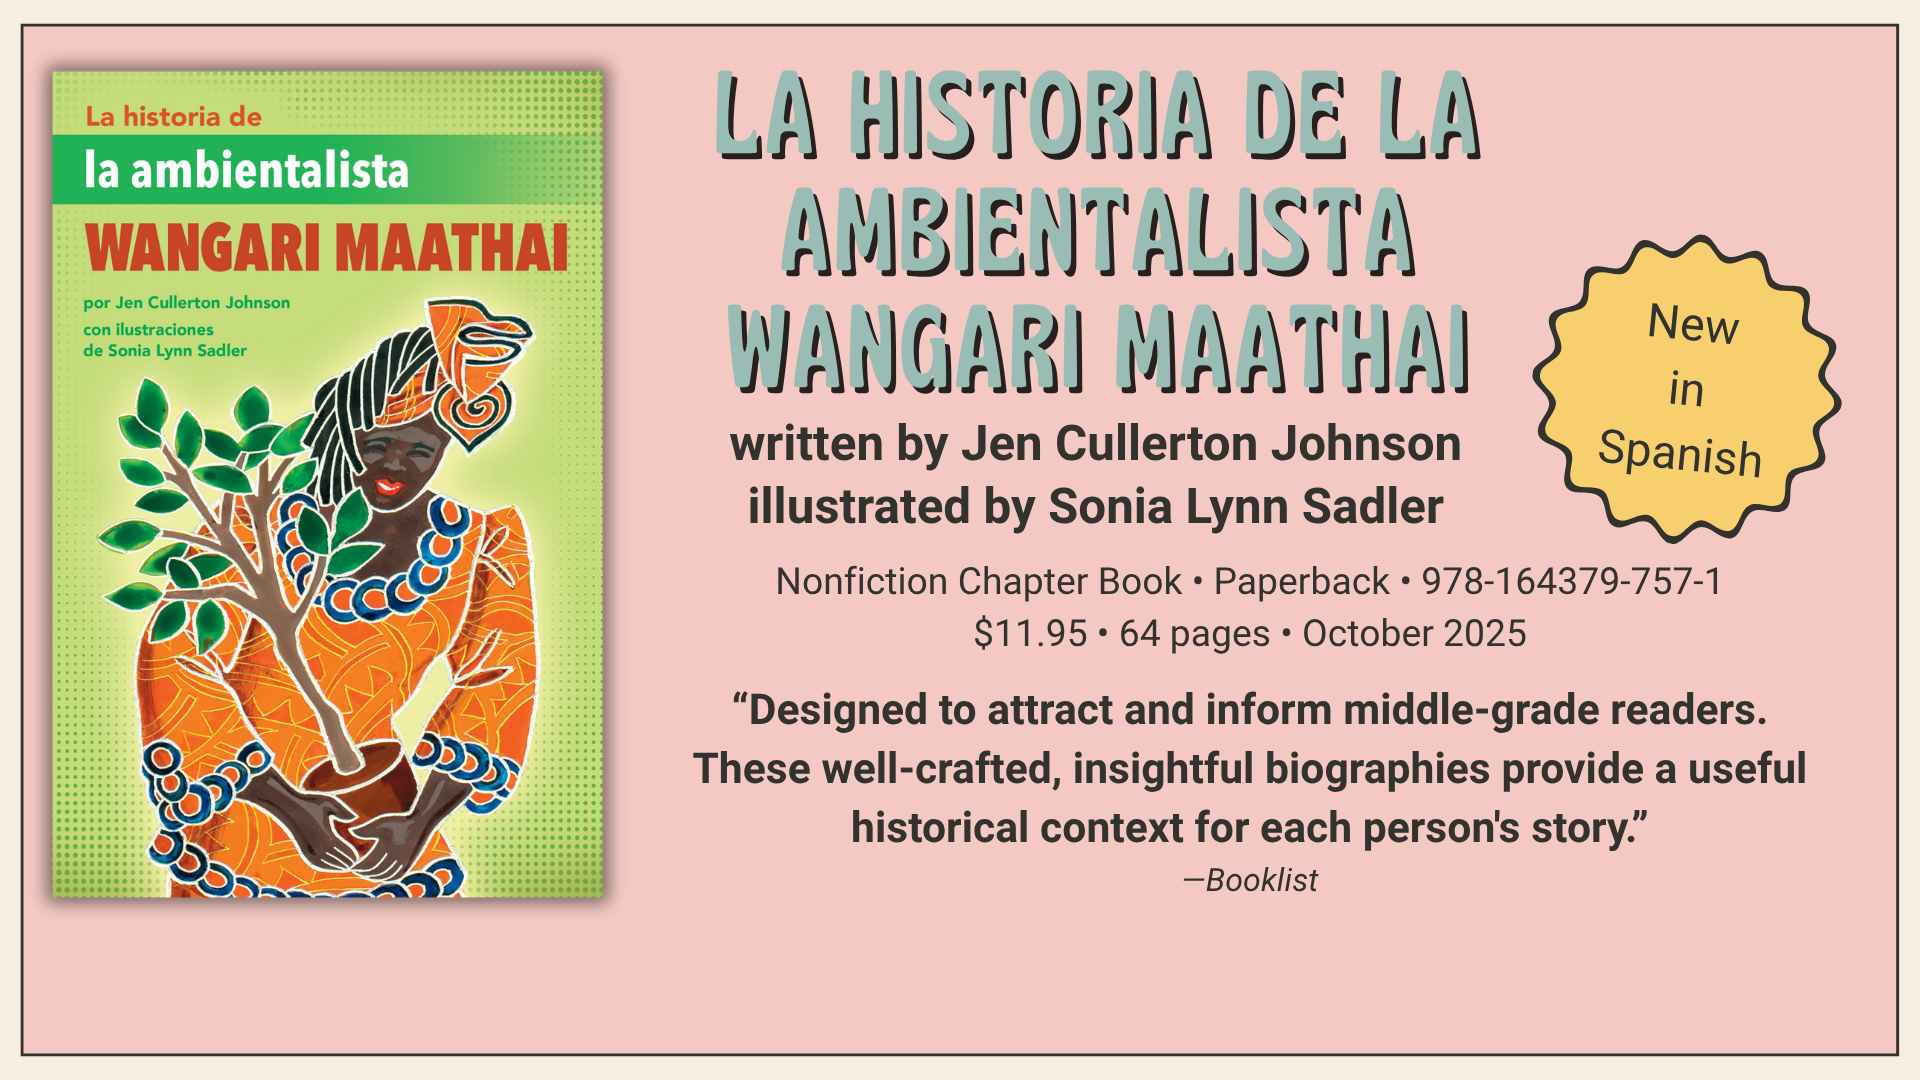 La historia de
la ambientalista
WANGARI MAATHAI
por Jen Cullerton Johnson
con ilustraciones
de Sonia Lynn Sadler
LA HISTORIA DE LA
AMBIENTALISTA
WANGARI MAATHAI
written by Jen Cullerton Johnson
illustrated by Sonia Lynn Sadler
New
in
Spanish
Nonfiction Chapter Book • Paperback • 978-164379-757-1
$11.95 • 64 pages • October 2025
“Designed to attract and inform middle-grade readers.
These well-crafted, insightful biographies provide a useful
historical context for each person's story.”
—Booklist